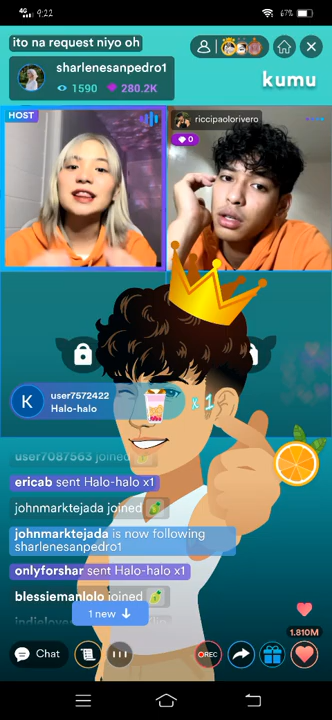 4G 9:22 67%
ito na request niyo oh
sharlenesanpedro1
1590 280.2K
kumu
HOST
riccipaolorivero
0
K
user7572422
Halo-halo
x 1
user7087563 joined
ericab sent Halo-halo x1
johnmarktejada joined
johnmarktejada is now following
sharlenesanpedro1
onlyforshar sent Halo-halo x1
blessiemanlolo joined
1 new
1.810M
Chat
REC